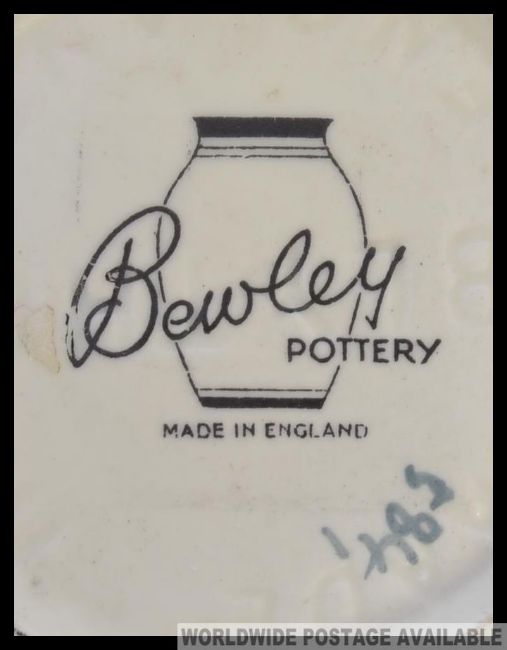 Bewley
POTTERY
MADE IN ENGLAND
WORLDWIDE POSTAGE AVAILABLE